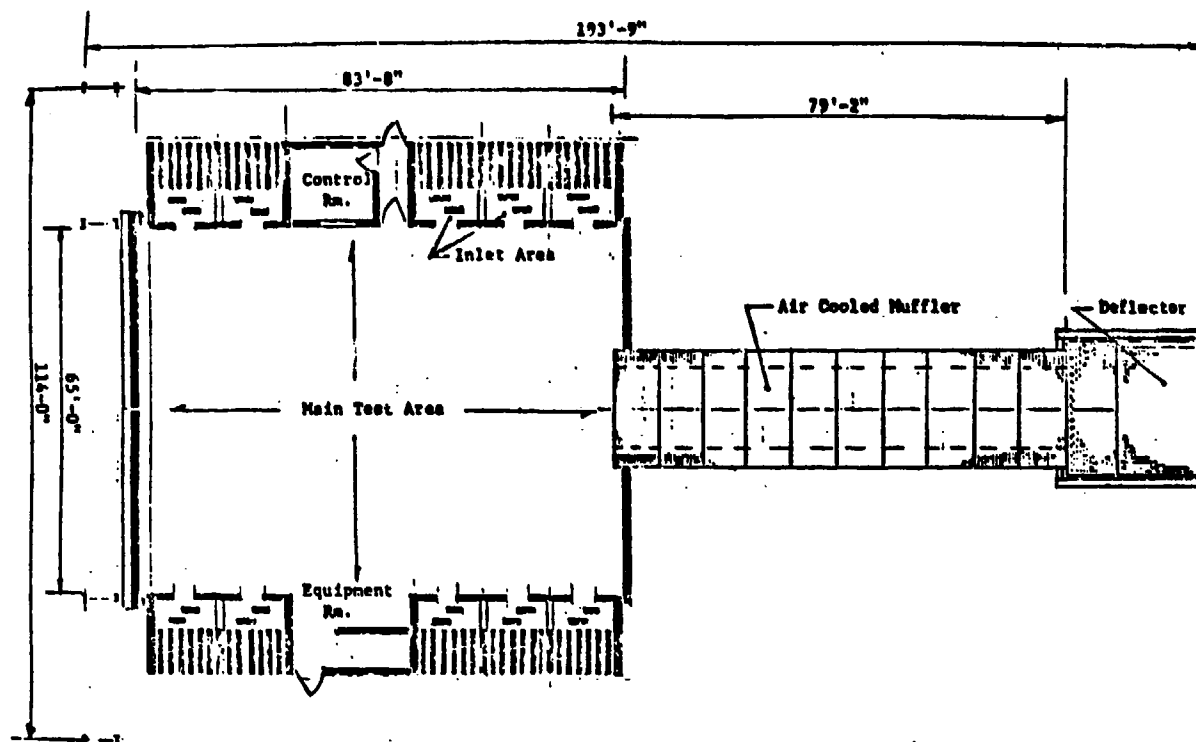 193'-9"
83'-8"
79'-2"
Control
Rm.
Inlet Area
Air Cooled Muffler
Deflector
65'-0"
114-0"
Main Test Area
Equipment
Rm.